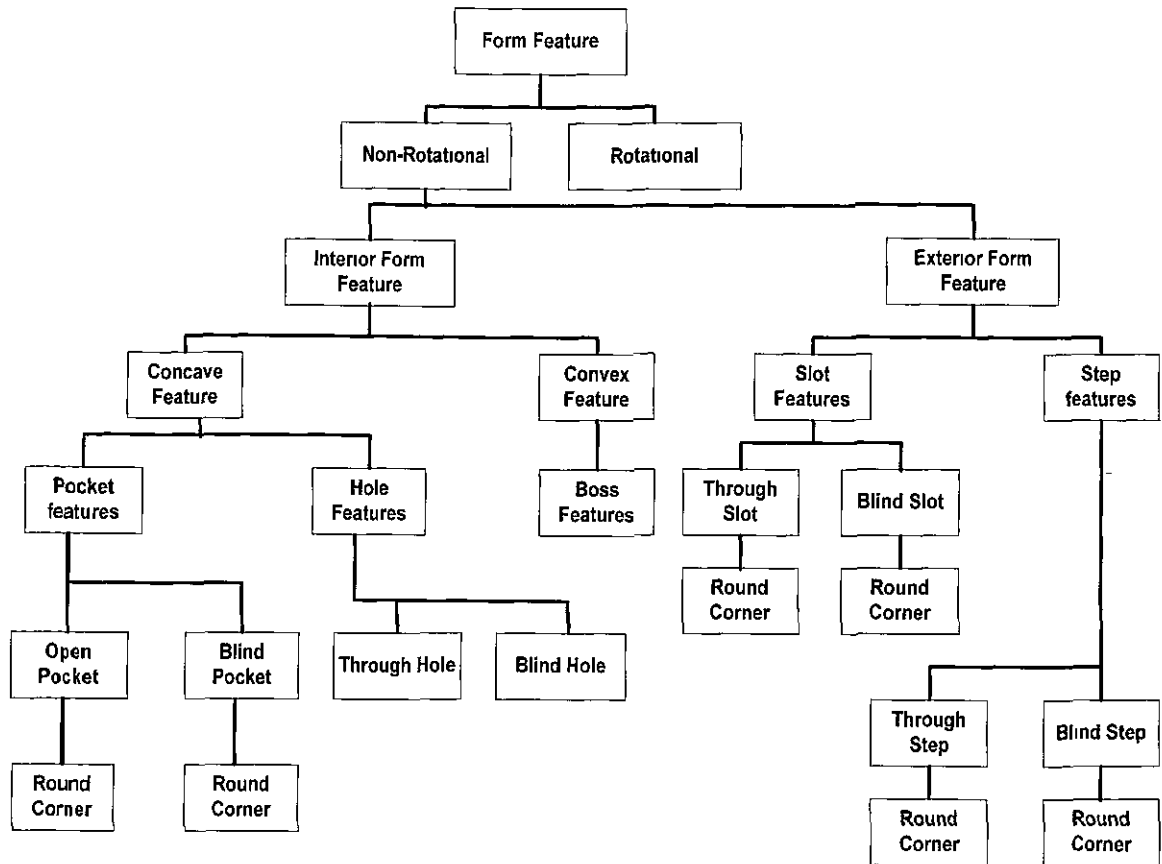 Form Feature
Non-Rotational
Rotational
Interior Form
Feature
Exterior Form
Feature
Concave
Feature
Convex
Feature
Slot
Features
Step
features
Pocket
features
Hole
Features
Boss
Features
Through
Slot
Blind Slot
Round
Corner
Round
Corner
Open
Pocket
Blind
Pocket
Through Hole
Blind Hole
Through
Step
Blind Step
Round
Corner
Round
Corner
Round
Corner
Round
Corner